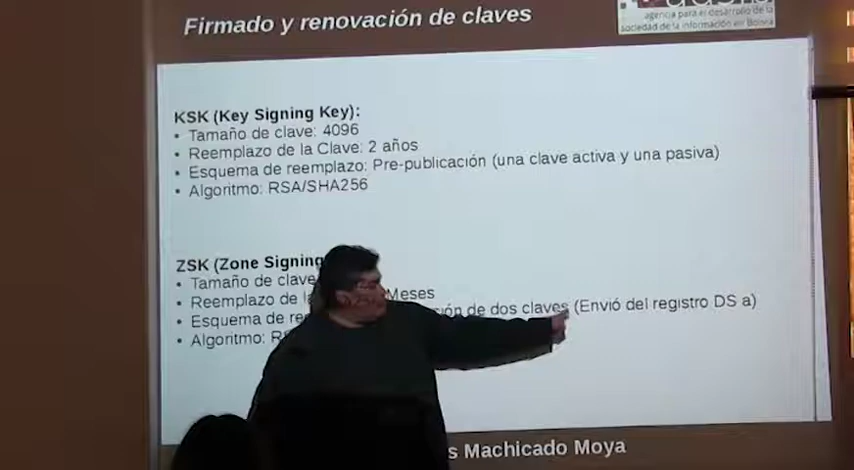 Firmado y renovación de claves
agencia para el desarrollo de la
sociedad de la información en Bolivia
KSK (Key Signing Key):
• Tamaño de clave: 4096
• Reemplazo de la Clave: 2 años
• Esquema de reemplazo: Pre-publicación (una clave activa y una pasiva)
• Algoritmo: RSA/SHA256
ZSK (Zone Signing
• Tamaño de clave
• Reemplazo de la Meses
• Esquema de re ción de dos claves (Envió del registro DS a)
• Algoritmo: RS
s Machicado Moya